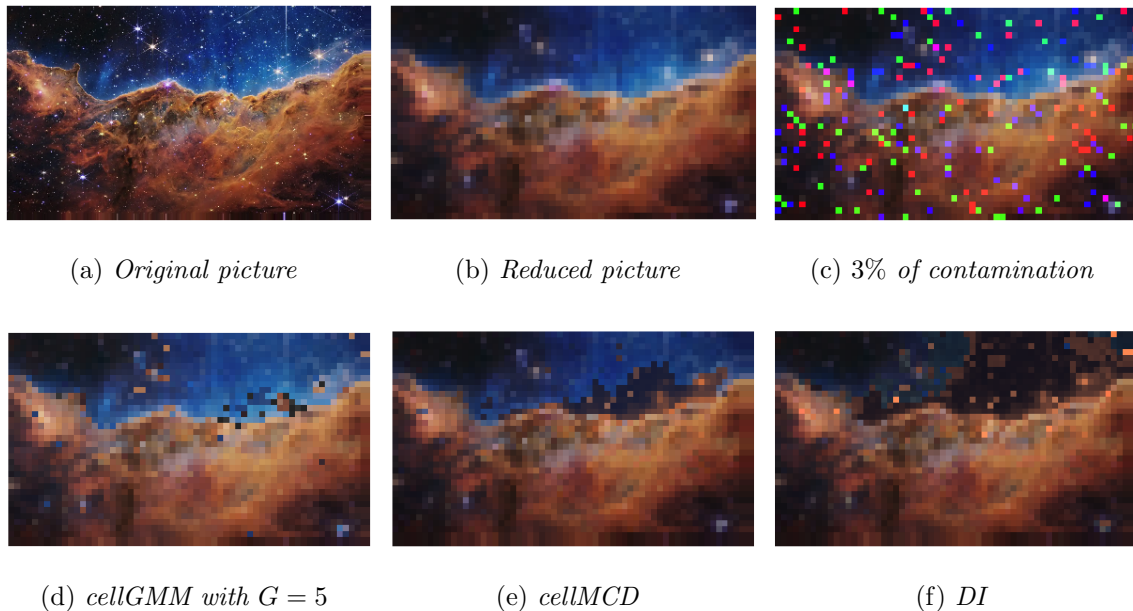 (a) Original picture
(b) Reduced picture
(c) 3% of contamination
(d) cellGMM with G = 5
(e) cellMCD
(f) DI